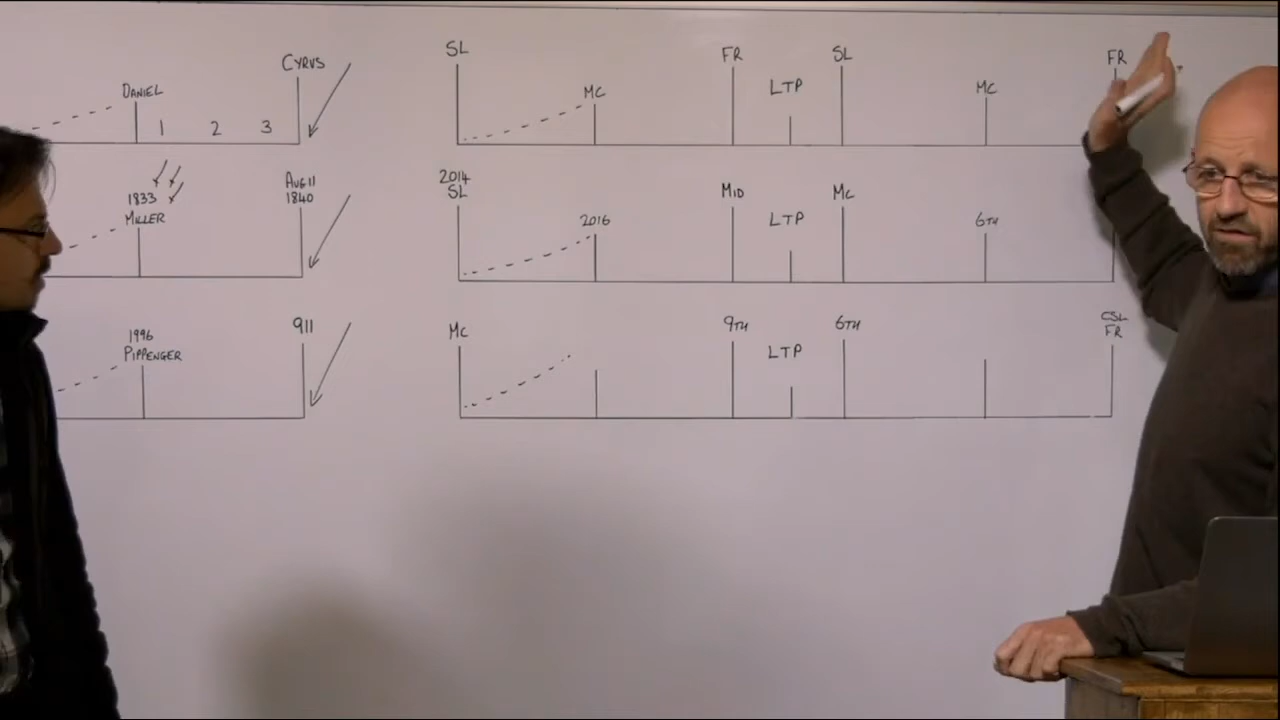 CYRUS
DANIEL
1 2 3
SL
MC
FR
LTP
SL
MC
FR
1833
MILLER
AUG 11
1840
2014
SL
2016
MID
LTP
MC
6TH
1996
PIPPENGER
911
MC
9TH
LTP
6TH
CSL
FR